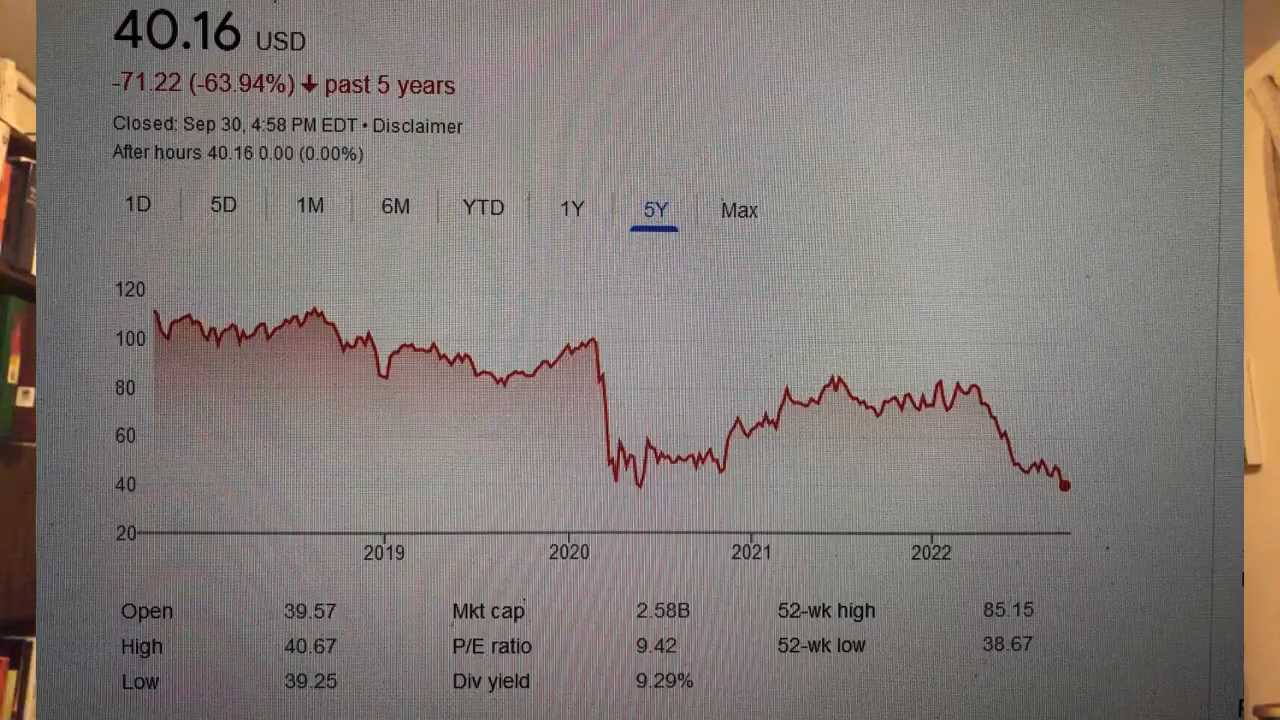 40.16 USD
-71.22 (-63.94%) ↓ past 5 years
Closed: Sep 30, 4:58 PM EDT • Disclaimer
After hours 40.16 0.00 (0.00%)
1D 5D 1M 6M YTD 1Y 5Y Max
120
100
80
60
40
20
2019 2020 2021 2022
Open 39.57 Mkt cap 2.58B 52-wk high 85.15
High 40.67 P/E ratio 9.42 52-wk low 38.67
Low 39.25 Div yield 9.29%